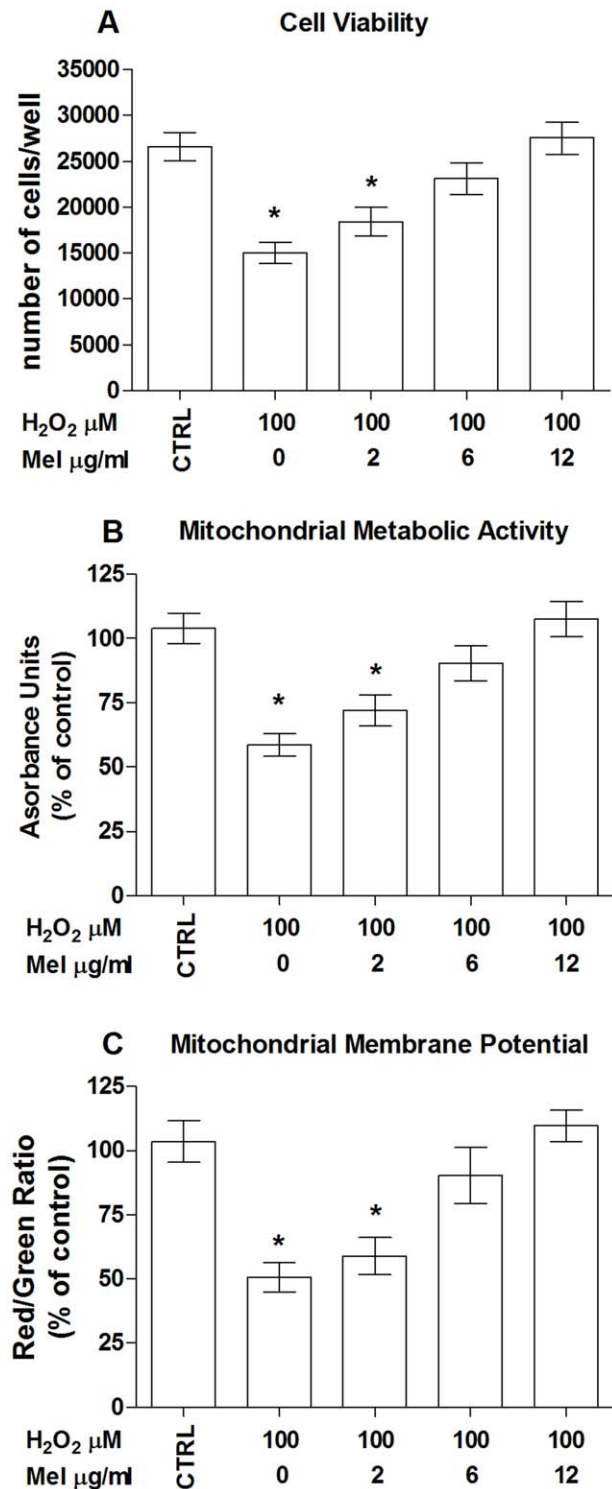 A Cell Viability
number of cells/well
35000
30000
25000
20000
15000
10000
5000
0
* *
H₂O₂ µM CTRL 100 100 100 100
Mel µg/ml 0 2 6 12
B Mitochondrial Metabolic Activity
Asorbance Units
(% of control)
125
100
75
50
25
0
* *
H₂O₂ µM CTRL 100 100 100 100
Mel µg/ml 0 2 6 12
C Mitochondrial Membrane Potential
Red/Green Ratio
(% of control)
125
100
75
50
25
0
* *
H₂O₂ µM CTRL 100 100 100 100
Mel µg/ml 0 2 6 12